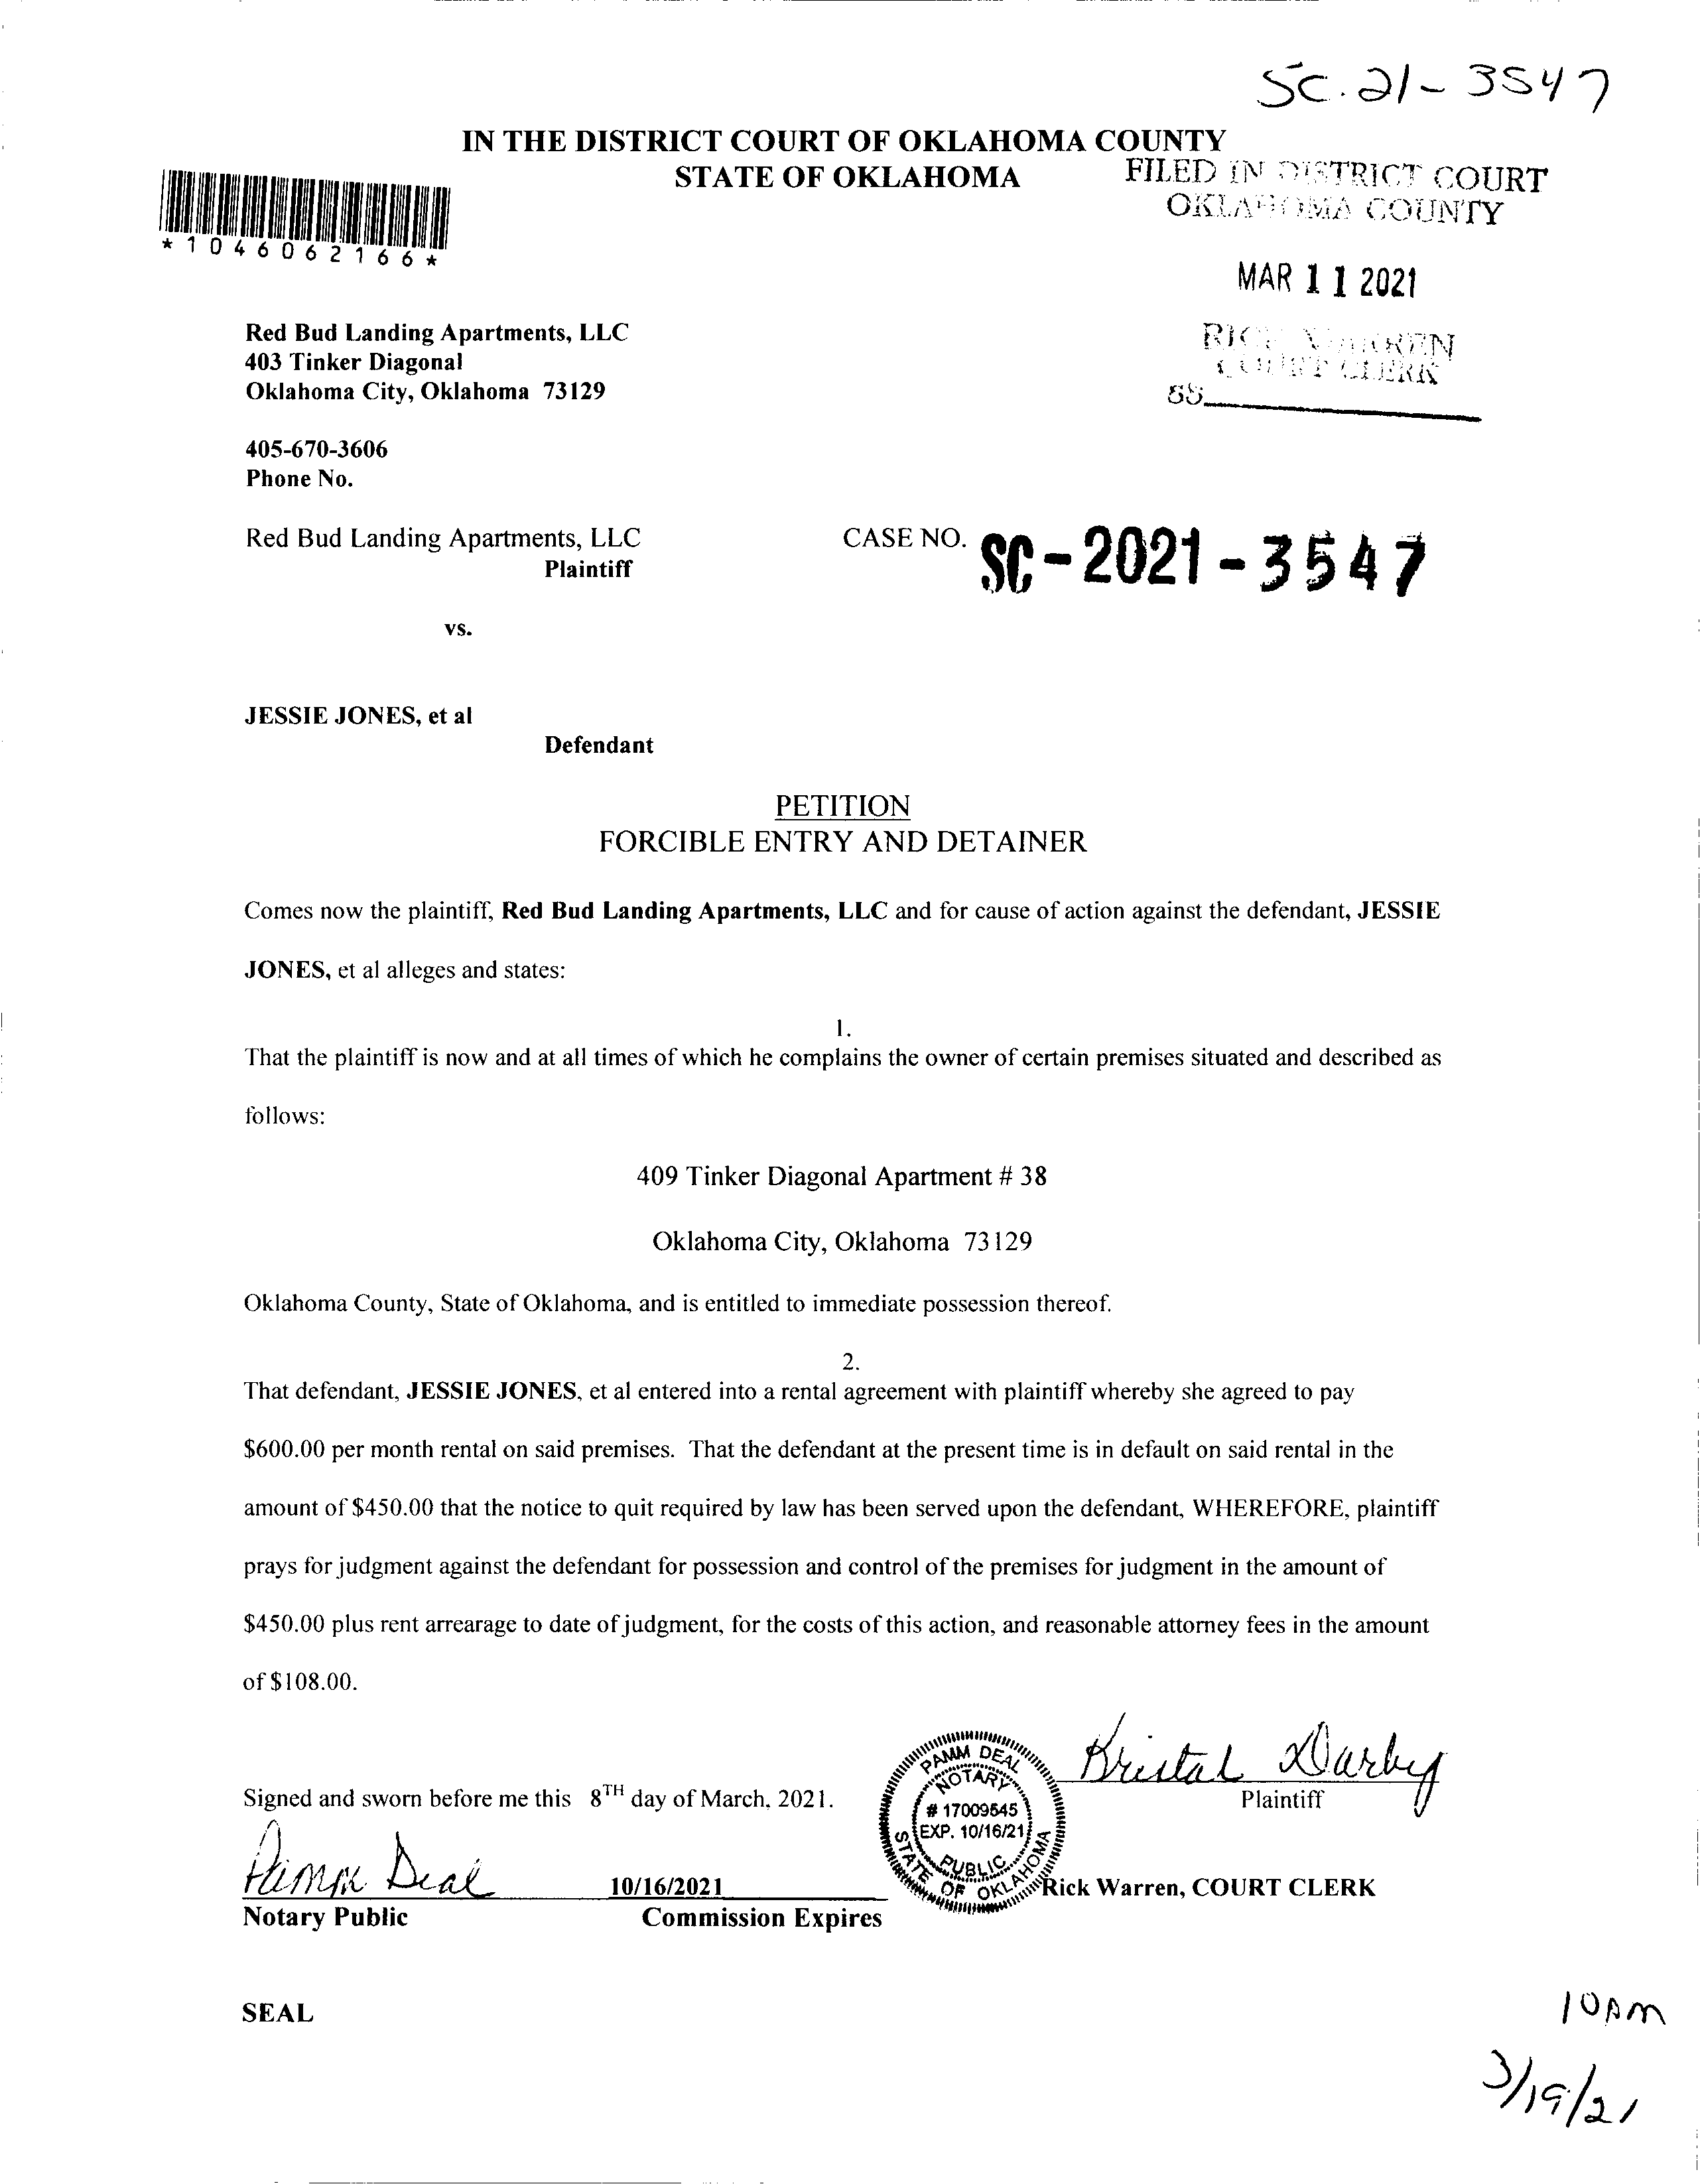 SC.21-3547
IN THE DISTRICT COURT OF OKLAHOMA COUNTY
STATE OF OKLAHOMA
FILED IN DISTRICT COURT
OKLAHOMA COUNTY
*1046062166*
MAR 11 2021
Red Bud Landing Apartments, LLC
403 Tinker Diagonal
Oklahoma City, Oklahoma 73129
RICK WARREN
COURT CLERK
405-670-3606
Phone No.
Red Bud Landing Apartments, LLC
Plaintiff
CASE NO. SC-2021-3547
vs.
JESSIE JONES, et al
Defendant
PETITION
FORCIBLE ENTRY AND DETAINER
Comes now the plaintiff, Red Bud Landing Apartments, LLC and for cause of action against the defendant, JESSIE
JONES, et al alleges and states:
1.
That the plaintiff is now and at all times of which he complains the owner of certain premises situated and described as
follows:
409 Tinker Diagonal Apartment # 38
Oklahoma City, Oklahoma 73129
Oklahoma County, State of Oklahoma, and is entitled to immediate possession thereof.
2.
That defendant, JESSIE JONES, et al entered into a rental agreement with plaintiff whereby she agreed to pay
$600.00 per month rental on said premises. That the defendant at the present time is in default on said rental in the
amount of $450.00 that the notice to quit required by law has been served upon the defendant, WHEREFORE, plaintiff
prays for judgment against the defendant for possession and control of the premises for judgment in the amount of
$450.00 plus rent arrearage to date of judgment, for the costs of this action, and reasonable attorney fees in the amount
of $108.00.
Kristal Darby
Plaintiff
Signed and sworn before me this 8TH day of March, 2021.
PAMM DEAL
NOTARY
# 17009545
EXP. 10/16/21
PUBLIC
STATE OF OKLAHOMA
Pamm Deal
10/16/2021
Rick Warren, COURT CLERK
Notary Public
Commission Expires
SEAL
10AM
3/19/21